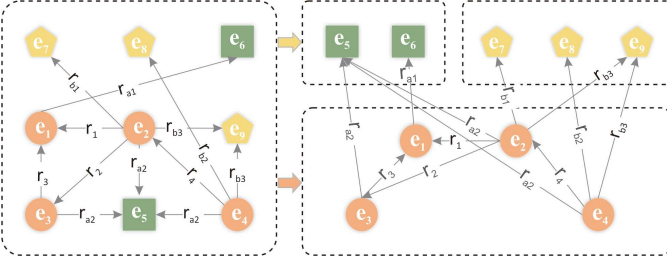 e7 e8 e6
rb1 ra1
e1 r1 e2 rb3 e9
r3 r2 ra2 r4 rb2 rb3
e3 ra2 e5 ra2 e4
e5 e6 e7 e8 e9
ra1 rb1 rb3
ra2 e1 r1 ra2 e2 rb2 rb3
r3 r2 ra2 r4
e3 e4